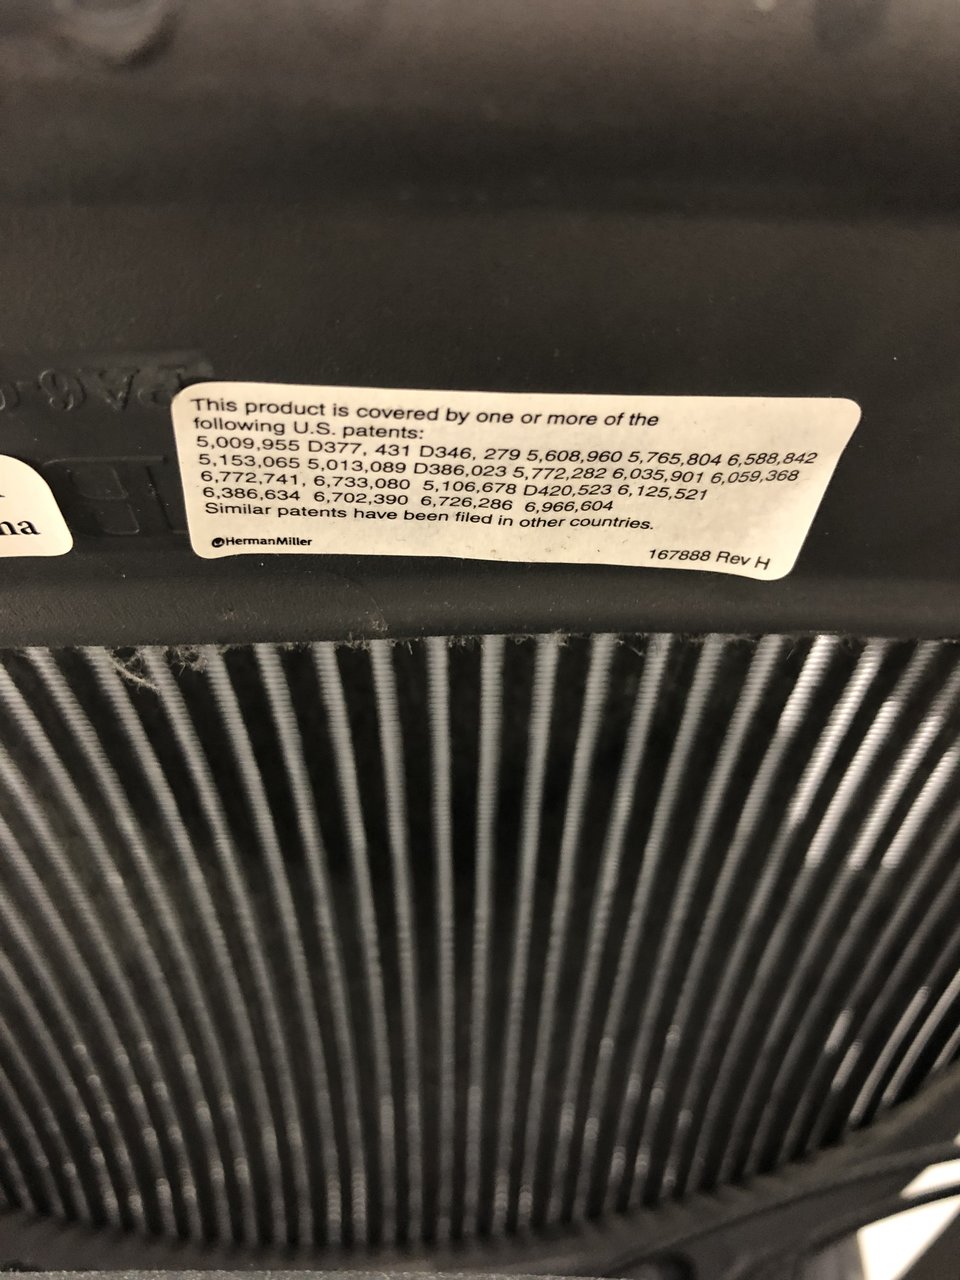 This product is covered by one or more of the
following U.S. patents:
5,009,955 D377, 431 D346, 279 5,608,960 5,765,804 6,588,842
5,153,065 5,013,089 D386,023 5,772,282 6,035,901 6,059,368
6,772,741, 6,733,080 5,106,678 D420,523 6,125,521
6,386,634 6,702,390 6,726,286 6,966,604
Similar patents have been filed in other countries.
HermanMiller
167888 Rev H
na